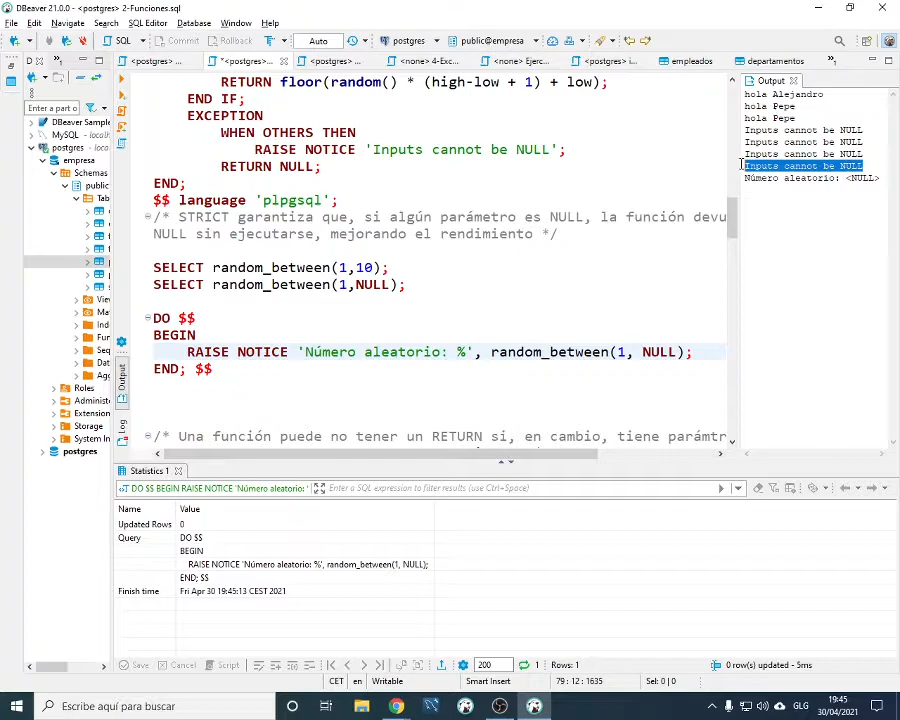 DBeaver 21.0.0 - <postgres> 2-Funciones.sql
File Edit Navigate Search SQL Editor Database Window Help
SQL Commit Rollback Auto postgres public@empresa
D <postgres> ... *<postgres>... <none> 4-Exc... <postgres> ... <none> Ejerc... <postgres> i... empleados departamentos
Enter a part o
DBeaver Sample
MySQL - localh
postgres - loca
empresa
Schemas
public
Tab
View
Mat
Ind
Fun
Seq
Dat
Agg
Roles
Administe
Extension
Storage
System In
postgres
Output
Log
RETURN floor(random() * (high-low + 1) + low);
END IF;
EXCEPTION
WHEN OTHERS THEN
RAISE NOTICE 'Inputs cannot be NULL';
RETURN NULL;
END;
$$ language 'plpgsql';
/* STRICT garantiza que, si algún parámetro es NULL, la función devu
NULL sin ejecutarse, mejorando el rendimiento */
SELECT random_between(1,10);
SELECT random_between(1,NULL);
DO $$
BEGIN
RAISE NOTICE 'Número aleatorio: %', random_between(1, NULL);
END; $$
/* Una función puede no tener un RETURN si, en cambio, tiene parámtr
Output
hola Alejandro
hola Pepe
hola Pepe
Inputs cannot be NULL
Inputs cannot be NULL
Inputs cannot be NULL
Inputs cannot be NULL
Número aleatorio: <NULL>
Statistics 1
DO $$ BEGIN RAISE NOTICE 'Número aleatorio: ' Enter a SQL expression to filter results (use Ctrl+Space)
Name Value
Updated Rows 0
Query DO $$
BEGIN
RAISE NOTICE 'Número aleatorio: %', random_between(1, NULL);
END; $$
Finish time Fri Apr 30 19:45:13 CEST 2021
Save Cancel Script 200 1 Rows: 1 0 row(s) updated - 5ms
CET en Writable Smart Insert 79 : 12 : 1635 Sel: 0 | 0
Escribe aquí para buscar GLG 19:45
30/04/2021